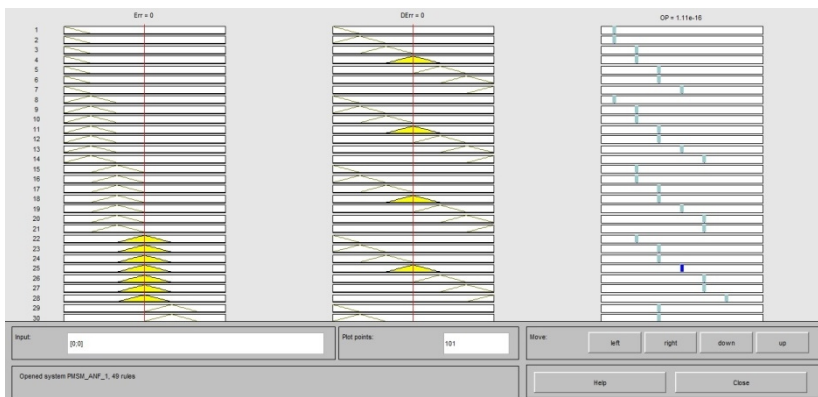 Err = 0
DErr = 0
OP = 1.11e-16
1
2
3
4
5
6
7
8
9
10
11
12
13
14
15
16
17
18
19
20
21
22
23
24
25
26
27
28
29
30
Input:
[0;0]
Plot points:
101
Move:
left
right
down
up
Opened system PMSM_ANF_1, 49 rules
Help
Close